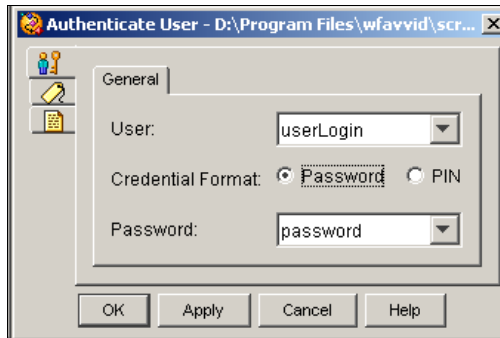 Authenticate User - D:\Program Files\wfavvid\scr...
General
User: userLogin
Credential Format: Password PIN
Password: password
OK Apply Cancel Help